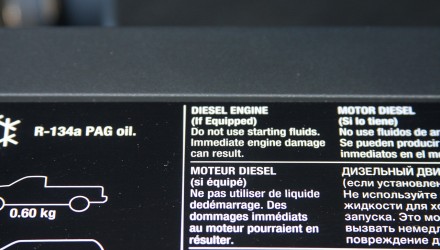 R-134a PAG oil.
0.60 kg
DIESEL ENGINE
(If Equipped)
Do not use starting fluids.
Immediate engine damage
can result.
MOTOR DIESEL
(Si lo tiene)
No use fluidos de
Se pueden producir
inmediatos en el
MOTEUR DIESEL
(si équipé)
Ne pas utiliser de liquide
dedémarrage. Des
dommages immédiats
au moteur pourraient en
résulter.
ДИЗЕЛЬНЫЙ
(если
Не используйте
жидкости для
запуска. Это
вызвать
повреждение